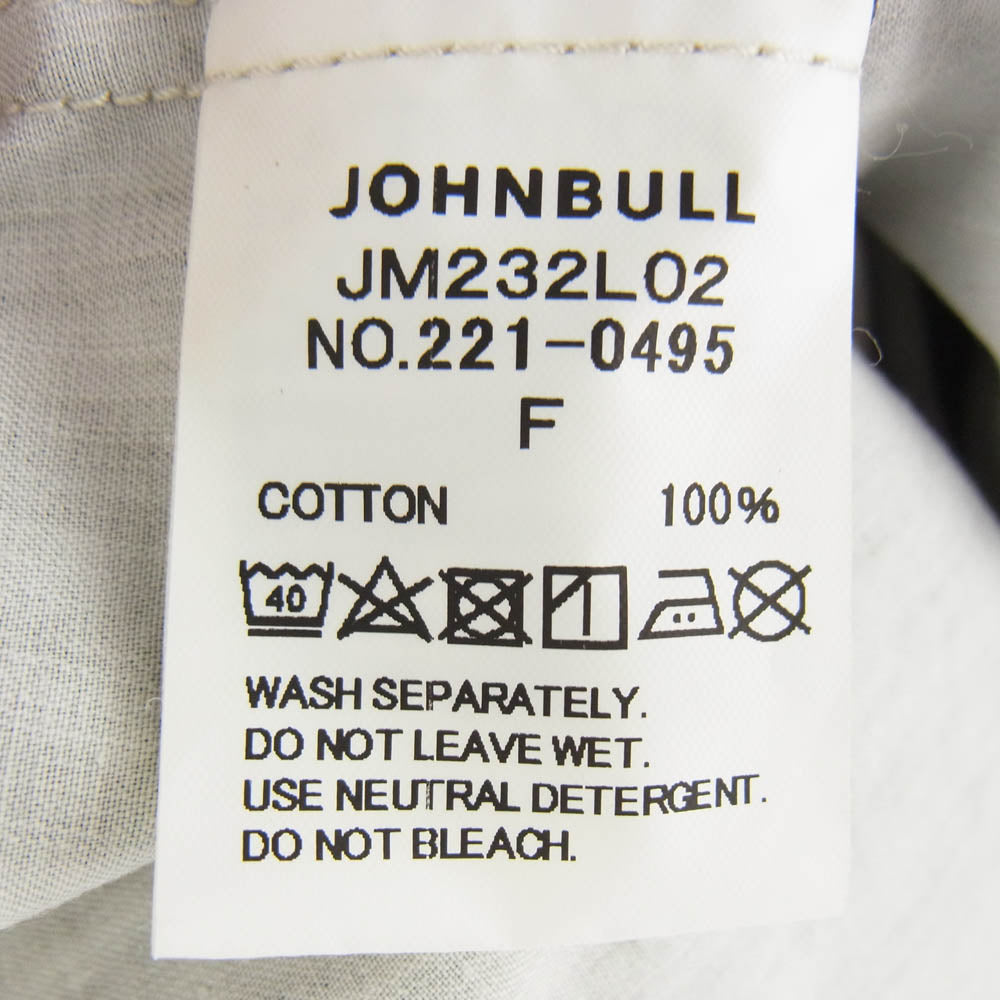 JOHNBULL
JM232L02
NO.221-0495
F
COTTON 100%
40
WASH SEPARATELY.
DO NOT LEAVE WET.
USE NEUTRAL DETERGENT.
DO NOT BLEACH.